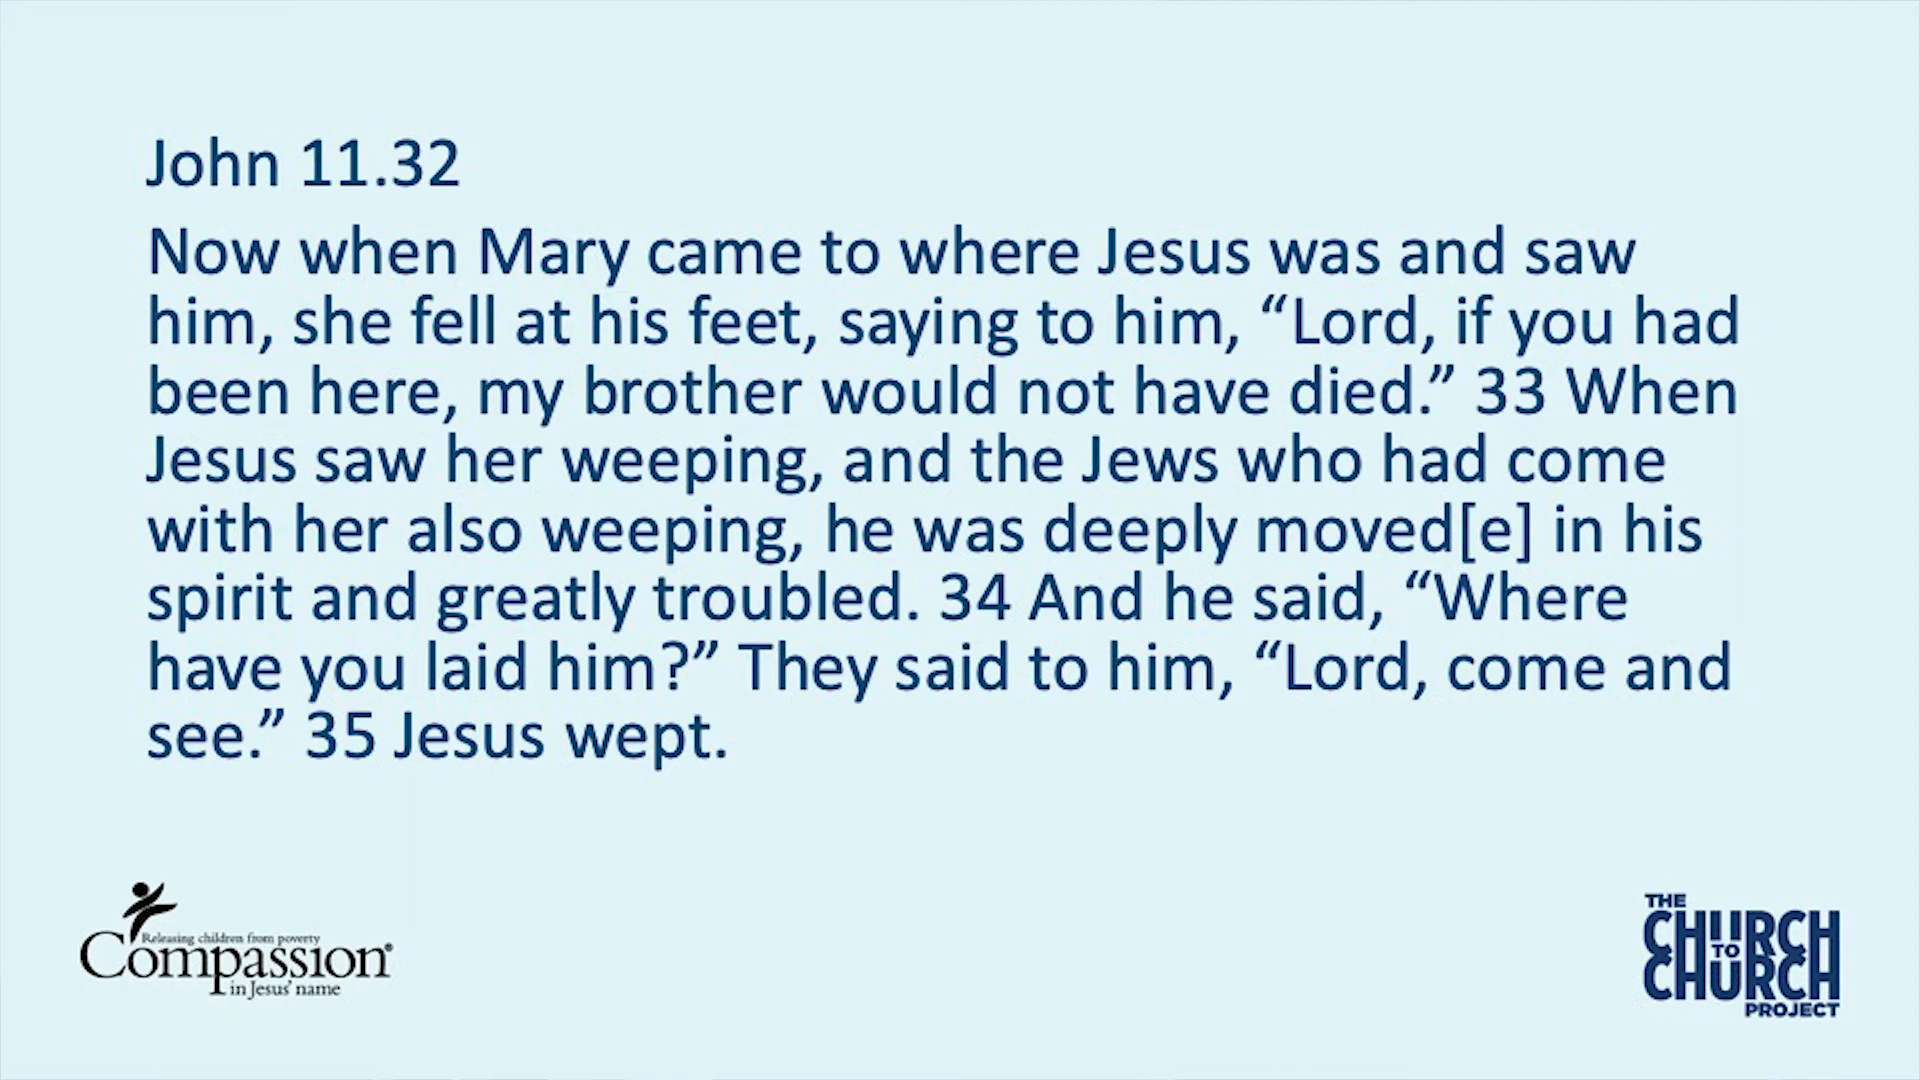 John 11.32
Now when Mary came to where Jesus was and saw
him, she fell at his feet, saying to him, “Lord, if you had
been here, my brother would not have died.” 33 When
Jesus saw her weeping, and the Jews who had come
with her also weeping, he was deeply moved[e] in his
spirit and greatly troubled. 34 And he said, “Where
have you laid him?” They said to him, “Lord, come and
see.” 35 Jesus wept.
Releasing children from poverty
Compassion®
in Jesus’ name
THE
CHURCH
TO
CHURCH
PROJECT